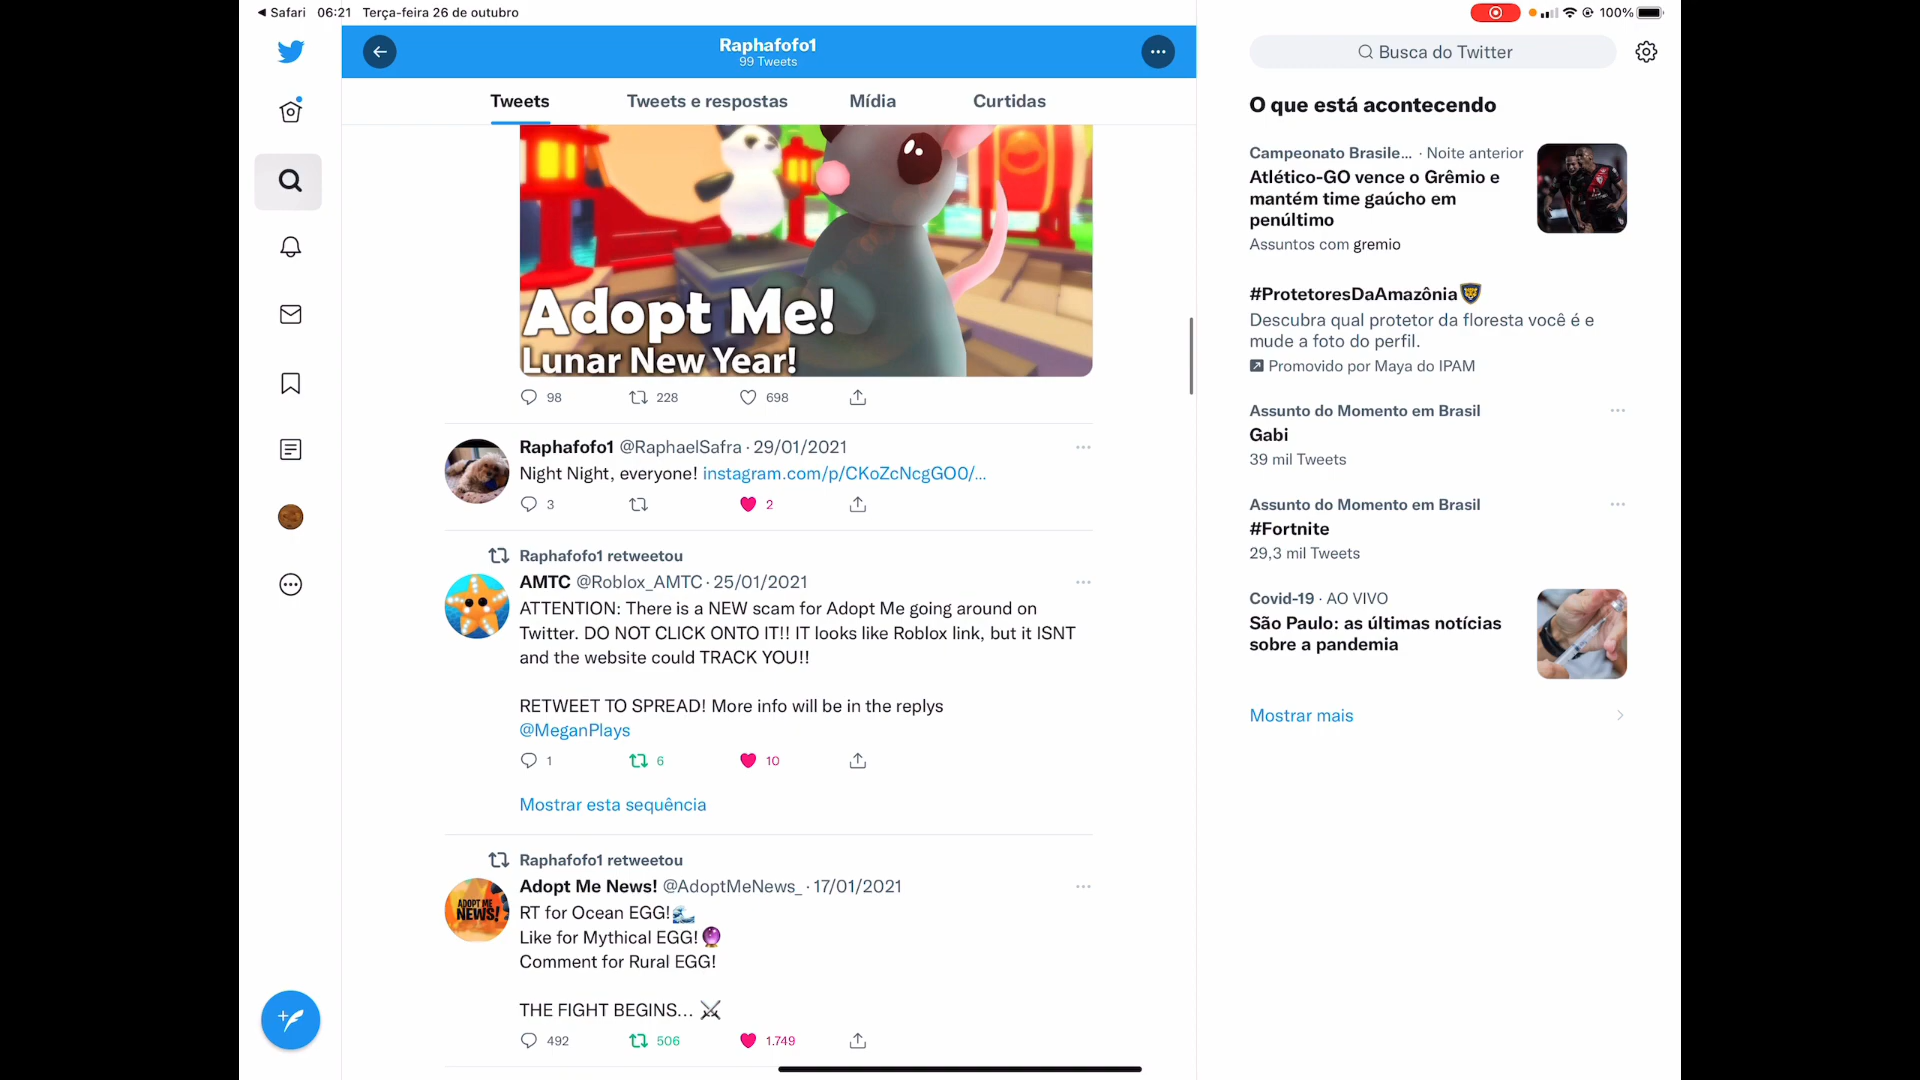 Safari 06:21 Terça-feira 26 de outubro
100%
Raphafofo1
99 Tweets
Tweets
Tweets e respostas
Mídia
Curtidas
Adopt Me!
Lunar New Year!
98
228
698
Raphafofo1 @RaphaelSafra · 29/01/2021
Night Night, everyone! instagram.com/p/CKoZcNcgGO0/...
3
2
Raphafofo1 retweetou
AMTC @Roblox_AMTC · 25/01/2021
ATTENTION: There is a NEW scam for Adopt Me going around on
Twitter. DO NOT CLICK ONTO IT!! IT looks like Roblox link, but it ISNT
and the website could TRACK YOU!!
RETWEET TO SPREAD! More info will be in the replys
@MeganPlays
1
6
10
Mostrar esta sequência
Raphafofo1 retweetou
Adopt Me News! @AdoptMeNews_ · 17/01/2021
ADOPT ME
NEWS!
RT for Ocean EGG!🌊
Like for Mythical EGG!🔮
Comment for Rural EGG!
THE FIGHT BEGINS... ⚔
492
506
1.749
Busca do Twitter
O que está acontecendo
Campeonato Brasile... · Noite anterior
Atlético-GO vence o Grêmio e
mantém time gaúcho em
penúltimo
Assuntos com gremio
#ProtetoresDaAmazônia
Descubra qual protetor da floresta você é e
mude a foto do perfil.
Promovido por Maya do IPAM
Assunto do Momento em Brasil
Gabi
39 mil Tweets
Assunto do Momento em Brasil
#Fortnite
29,3 mil Tweets
Covid-19 · AO VIVO
São Paulo: as últimas notícias
sobre a pandemia
Mostrar mais